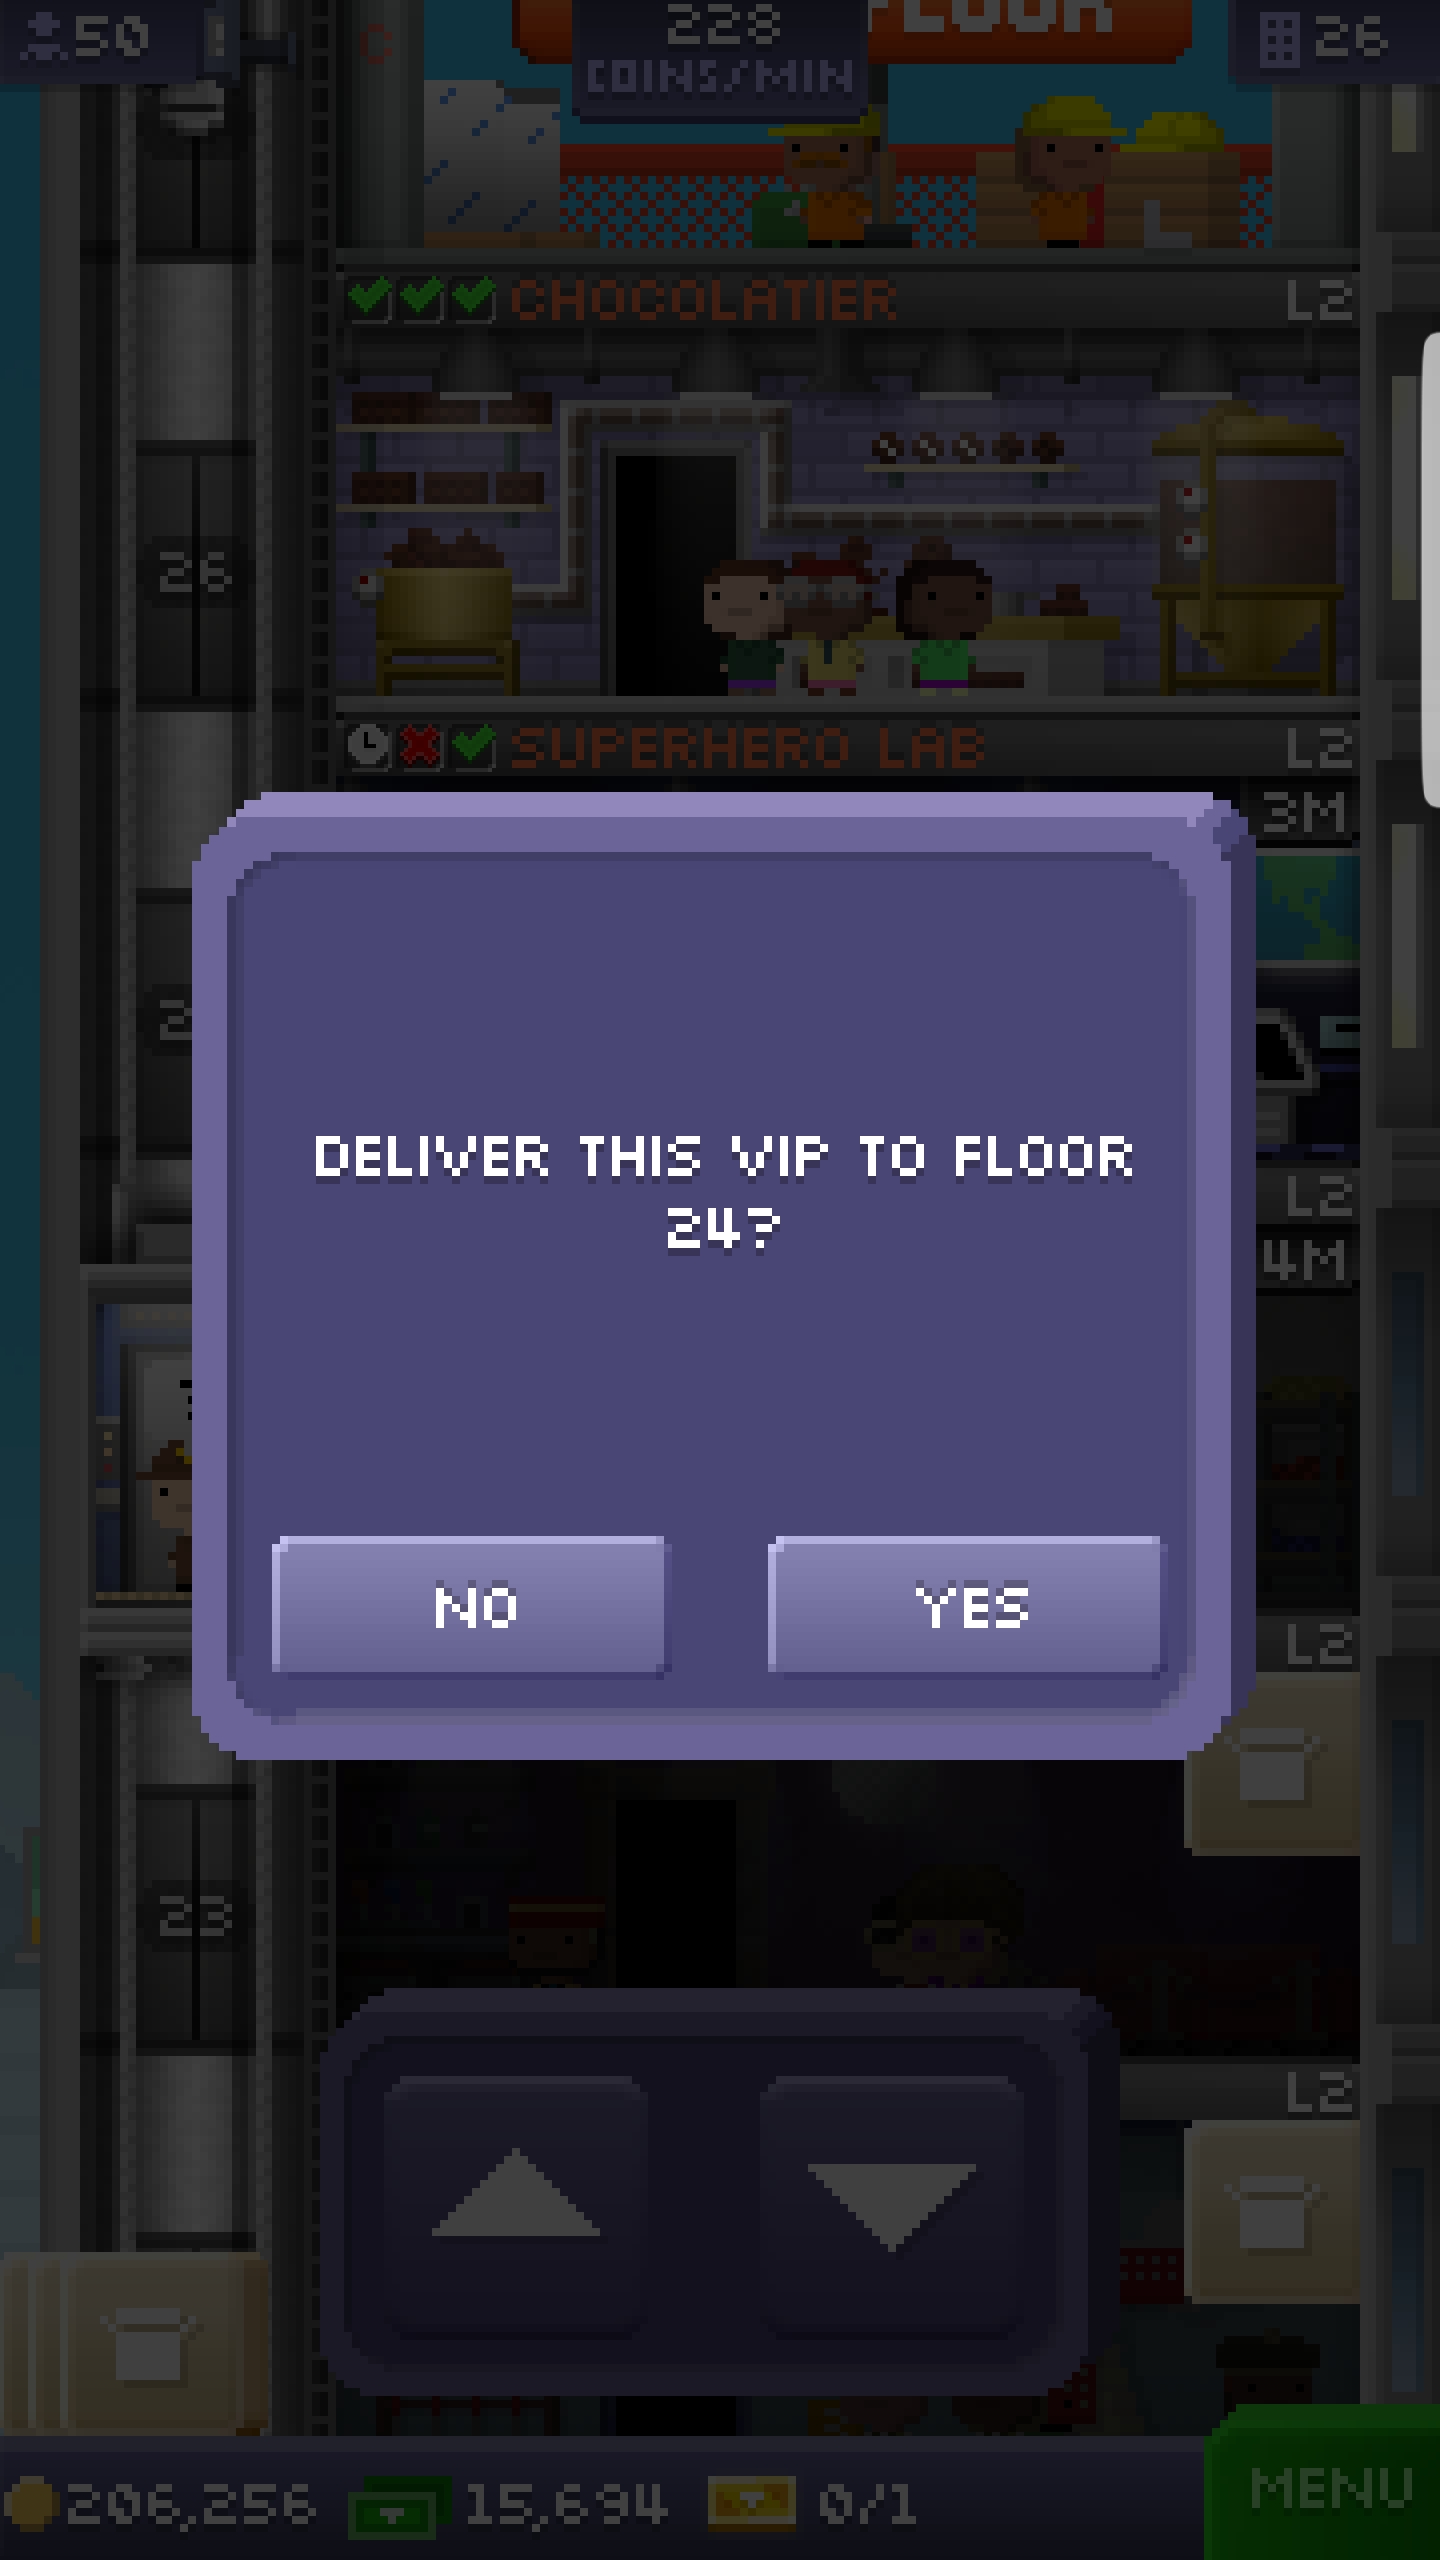 50
228
COINS/MIN
FLOOR
26
CHOCOLATIER
L2
26
SUPERHERO LAB
L2
3M
DELIVER THIS VIP TO FLOOR
24?
L2
4M
NO
YES
L2
23
L2
206,256
15,694
0/1
MENU